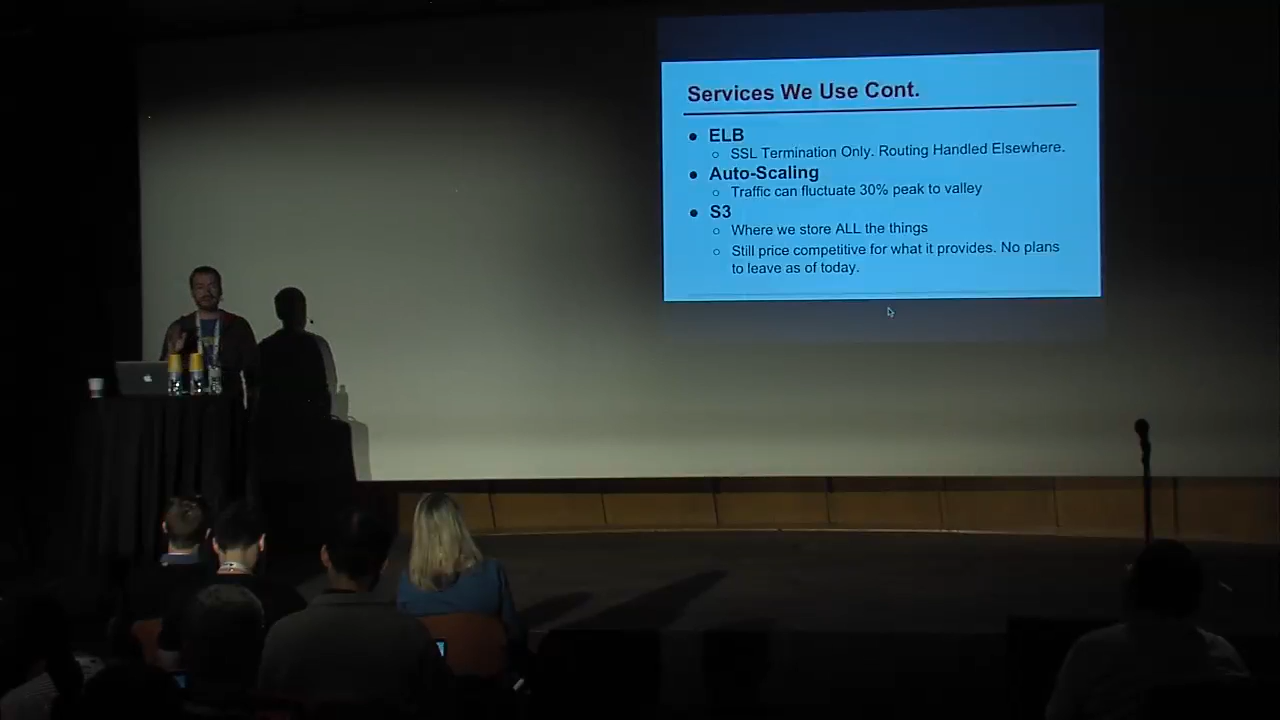 Services We Use Cont.
● ELB
○ SSL Termination Only. Routing Handled Elsewhere.
● Auto-Scaling
○ Traffic can fluctuate 30% peak to valley
● S3
○ Where we store ALL the things
○ Still price competitive for what it provides. No plans
to leave as of today.